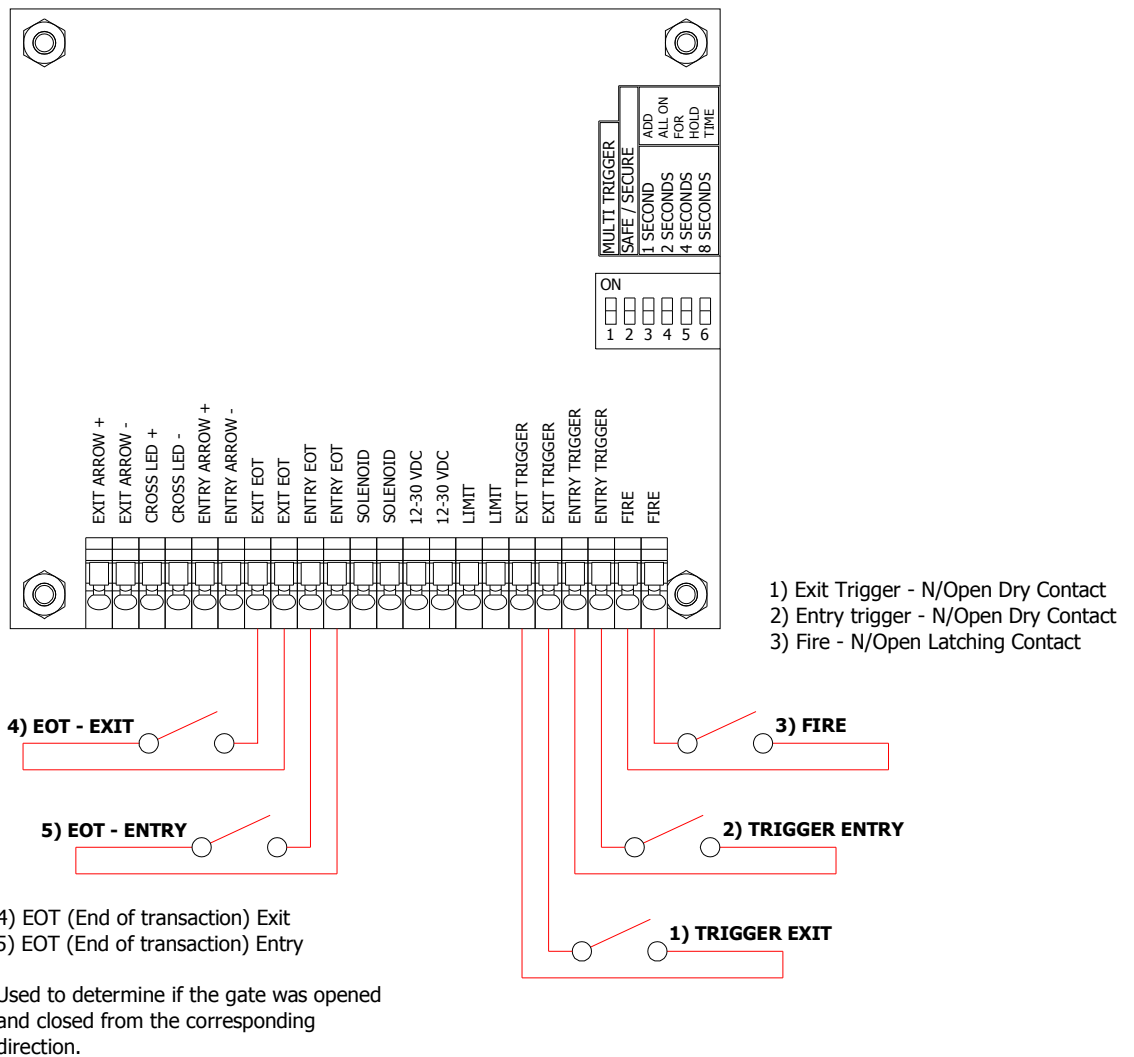 MULTI TRIGGER
SAFE / SECURE
1 SECOND
2 SECONDS
4 SECONDS
8 SECONDS
ADD
ALL ON
FOR
HOLD
TIME
ON
1 2 3 4 5 6
EXIT ARROW +
EXIT ARROW -
CROSS LED +
CROSS LED -
ENTRY ARROW +
ENTRY ARROW -
EXIT EOT
EXIT EOT
ENTRY EOT
ENTRY EOT
SOLENOID
SOLENOID
12-30 VDC
12-30 VDC
LIMIT
LIMIT
EXIT TRIGGER
EXIT TRIGGER
ENTRY TRIGGER
ENTRY TRIGGER
FIRE
FIRE
1) Exit Trigger - N/Open Dry Contact
2) Entry trigger - N/Open Dry Contact
3) Fire - N/Open Latching Contact
4) EOT - EXIT
3) FIRE
5) EOT - ENTRY
2) TRIGGER ENTRY
1) TRIGGER EXIT
4) EOT (End of transaction) Exit
5) EOT (End of transaction) Entry
Used to determine if the gate was opened
and closed from the corresponding
direction.